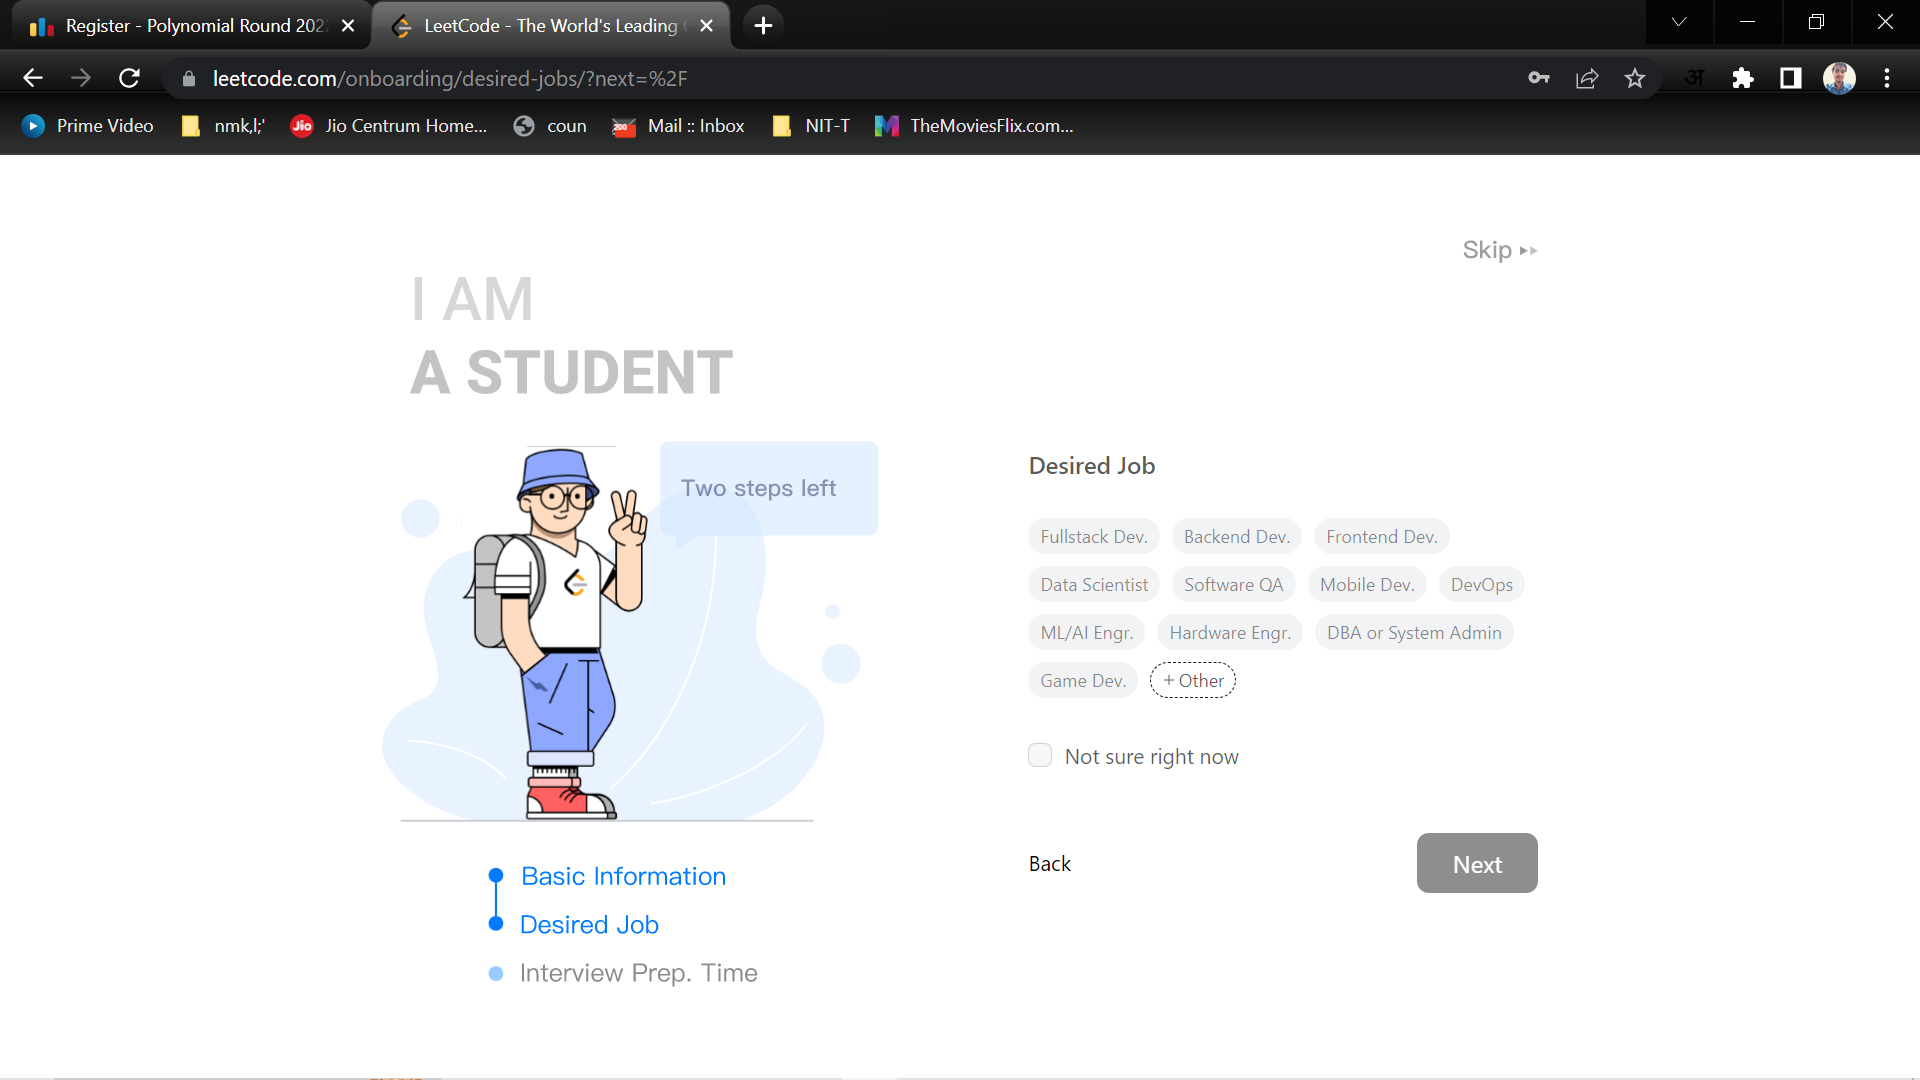 Register - Polynomial Round 202
LeetCode - The World's Leading
leetcode.com/onboarding/desired-jobs/?next=%2F
अ
Prime Video
nmk,l;'
Jio
Jio Centrum Home...
coun
200
Mail :: Inbox
NIT-T
TheMoviesFlix.com...
Skip
I AM
A STUDENT
Two steps left
Desired Job
Fullstack Dev. Backend Dev. Frontend Dev.
Data Scientist Software QA Mobile Dev. DevOps
ML/AI Engr. Hardware Engr. DBA or System Admin
Game Dev. + Other
Not sure right now
Back
Next
Basic Information
Desired Job
Interview Prep. Time